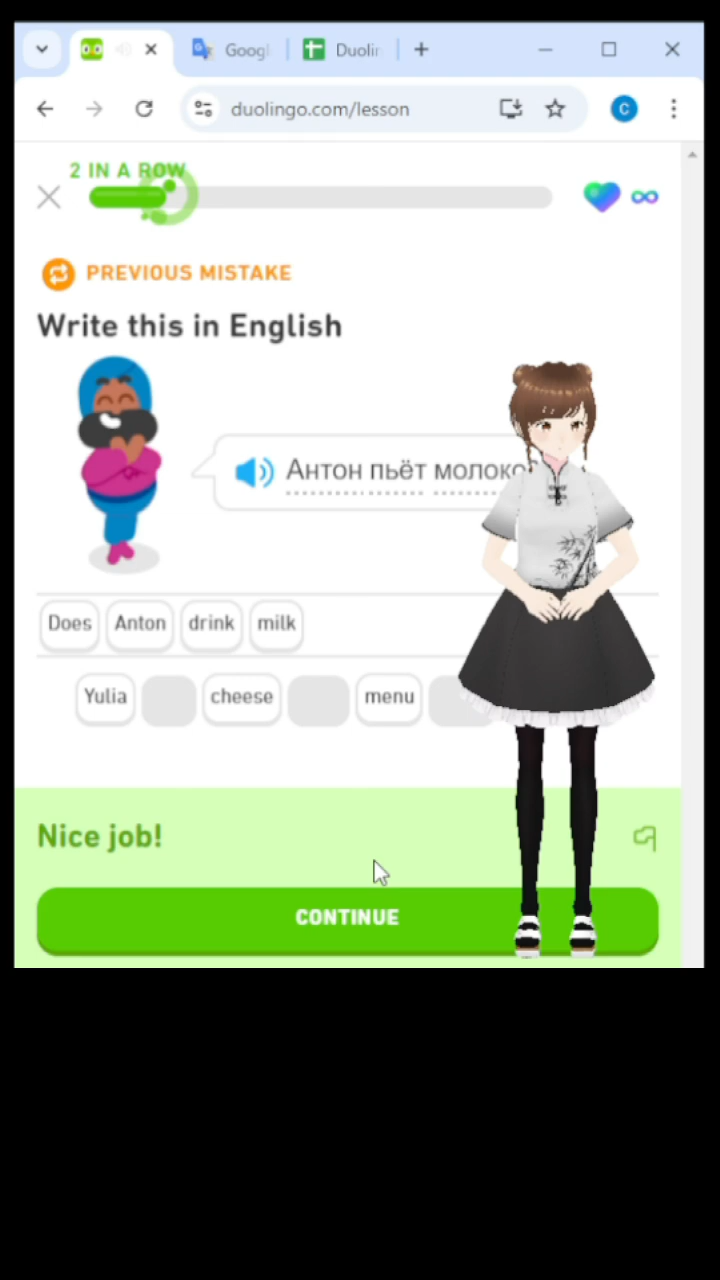 Googl
Duolin
duolingo.com/lesson
C
2 IN A ROW
PREVIOUS MISTAKE
Write this in English
Антон пьёт молоко?
Does Anton drink milk
Yulia cheese menu
Nice job!
CONTINUE